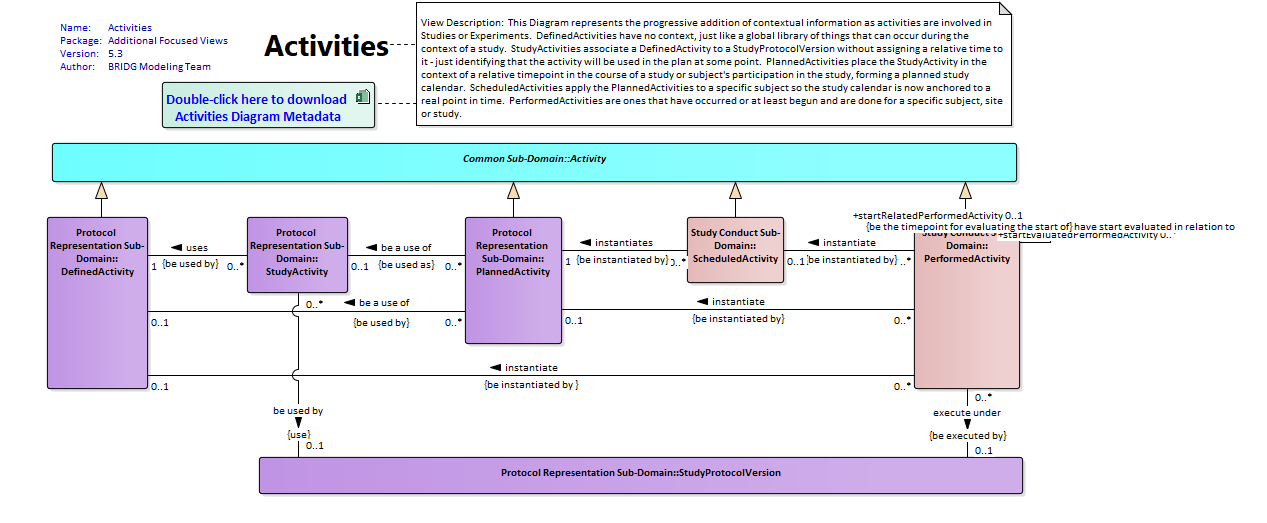 Name: Activities
Package: Additional Focused Views
Version: 5.3
Author: BRIDG Modeling Team
Activities
View Description: This Diagram represents the progressive addition of contextual information as activities are involved in
Studies or Experiments. DefinedActivities have no context, just like a global library of things that can occur during the
context of a study. StudyActivities associate a DefinedActivity to a StudyProtocolVersion without assigning a relative time to
it - just identifying that the activity will be used in the plan at some point. PlannedActivities place the StudyActivity in the
context of a relative timepoint in the course of a study or subject's participation in the study, forming a planned study
calendar. ScheduledActivities apply the PlannedActivities to a specific subject so the study calendar is now anchored to a
real point in time. PerformedActivities are ones that have occurred or at least begun and are done for a specific subject, site
or study.
Double-click here to download
Activities Diagram Metadata
Common Sub-Domain::Activity
Protocol
Representation Sub-
Domain::
DefinedActivity
uses
1 {be used by} 0..*
Protocol
Representation Sub-
Domain::
StudyActivity
be a use of
0..1 {be used as} 0..*
Protocol
Representation
Sub-Domain::
PlannedActivity
instantiates
1 {be instantiated by} 0..*
Study Conduct Sub-
Domain::
ScheduledActivity
instantiate
0..1 {be instantiated by} ..*
+startRelatedPerformedActivity 0..1
{be the timepoint for evaluating the start of} have start evaluated in relation to
+startEvaluatedPerformedActivity 0..*
Study Conduct
Domain::
PerformedActivity
0..*
be a use of
0..1 {be used by} 0..*
instantiate
0..1 {be instantiated by} 0..*
instantiate
0..1 {be instantiated by } 0..*
be used by
{use}
0..1
0..*
execute under
{be executed by}
0..1
Protocol Representation Sub-Domain::StudyProtocolVersion